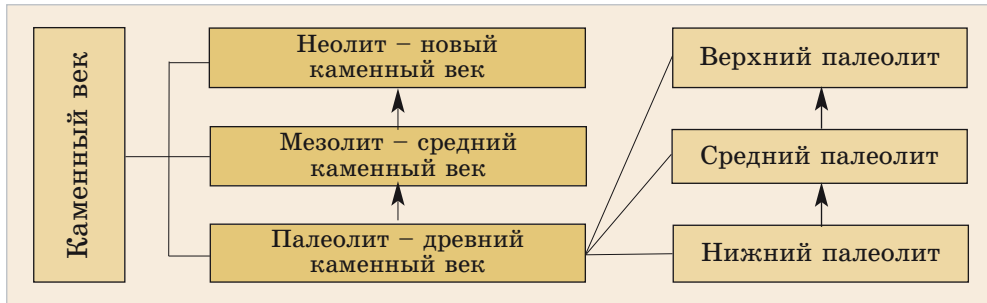 Каменный век
Неолит – новый
каменный век
Мезолит – средний
каменный век
Палеолит – древний
каменный век
Верхний палеолит
Средний палеолит
Нижний палеолит